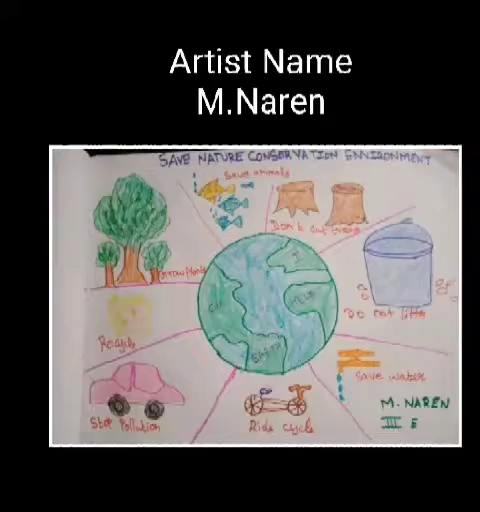 Artist Name
M.Naren
SAVE NATURE CONSERVATION ENVIRONMENT
Save animals
Don't cut trees
Grow Plants
Do not litter
Recycle
Save water
Stop Pollution
Ride cycle
M. NAREN
III E